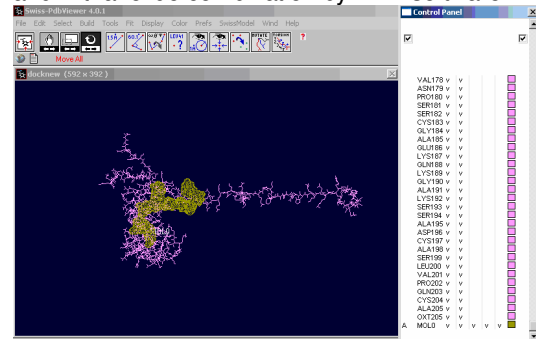 Swiss-PdbViewer 4.0.1
File Edit Select Build Tools Fit Display Color Prefs SwissModel Wind Help
Move All
docknew (592 x 392 )
MOL0
Control Panel
VAL178 v v
ASN179 v v
PRO180 v v
SER181 v v
SER182 v v
CYS183 v v
GLY184 v v
ALA185 v v
GLU186 v v
LYS187 v v
GLN188 v v
LYS189 v v
GLY190 v v
ALA191 v v
LYS192 v v
SER193 v v
SER194 v v
ALA195 v v
ASP196 v v
CYS197 v v
ALA198 v v
SER199 v v
LEU200 v v
VAL201 v v
PRO202 v v
GLN203 v v
CYS204 v v
ALA205 v v
OXT205 v v
A MOL0 v v v v v